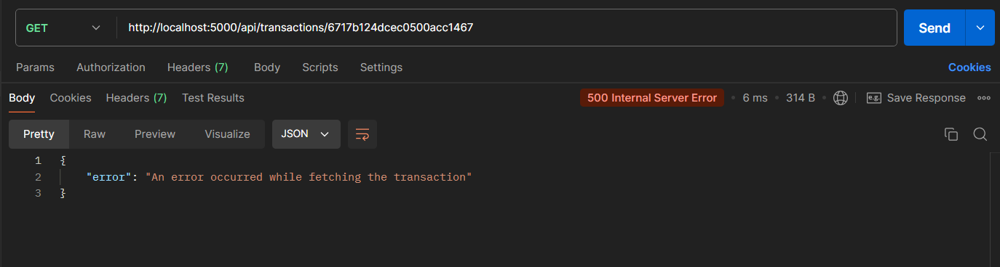 GET http://localhost:5000/api/transactions/6717b124dcec0500acc1467 Send
Params Authorization Headers (7) Body Scripts Settings Cookies
Body Cookies Headers (7) Test Results 500 Internal Server Error • 6 ms • 314 B • e.g. Save Response
Pretty Raw Preview Visualize JSON
1 {
2 "error": "An error occurred while fetching the transaction"
3 }